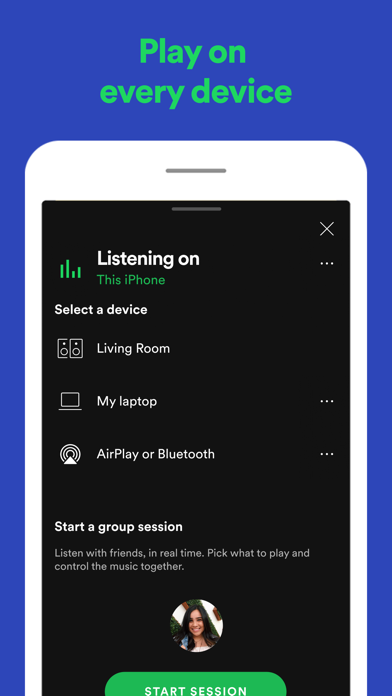 Play on
every device
Listening on
This iPhone
Select a device
Living Room
My laptop
AirPlay or Bluetooth
Start a group session
Listen with friends, in real time. Pick what to play and
control the music together.
START SESSION